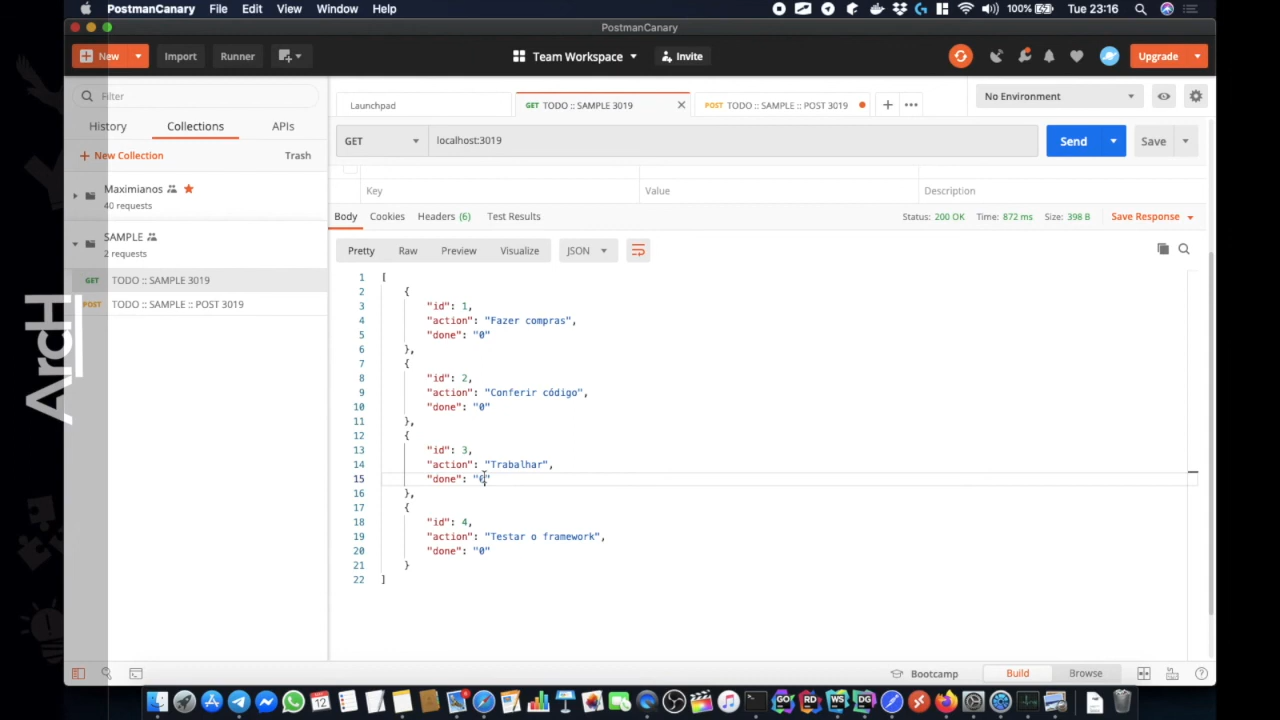 PostmanCanary File Edit View Window Help 100% Tue 23:16
PostmanCanary
New Import Runner Team Workspace Invite Upgrade
Filter
Launchpad GET TODO :: SAMPLE 3019 POST TODO :: SAMPLE :: POST 3019 No Environment
History Collections APIs
GET localhost:3019 Send Save
+ New Collection Trash
Maximianos
40 requests
Key Value Description
Body Cookies Headers (6) Test Results Status: 200 OK Time: 872 ms Size: 398 B Save Response
SAMPLE
2 requests
Pretty Raw Preview Visualize JSON
GET TODO :: SAMPLE 3019
POST TODO :: SAMPLE :: POST 3019
ArcH
1 [
2 {
3 "id": 1,
4 "action": "Fazer compras",
5 "done": "0"
6 },
7 {
8 "id": 2,
9 "action": "Conferir código",
10 "done": "0"
11 },
12 {
13 "id": 3,
14 "action": "Trabalhar",
15 "done": "0"
16 },
17 {
18 "id": 4,
19 "action": "Testar o framework",
20 "done": "0"
21 }
22 ]
Bootcamp Build Browse